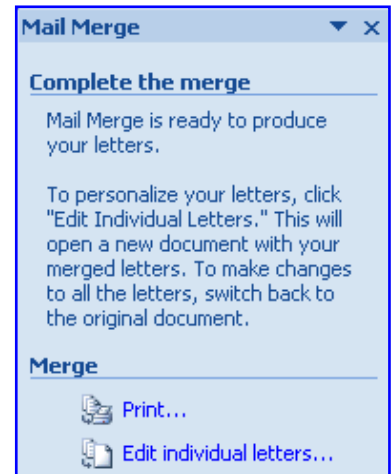 Mail Merge
Complete the merge
Mail Merge is ready to produce
your letters.
To personalize your letters, click
"Edit Individual Letters." This will
open a new document with your
merged letters. To make changes
to all the letters, switch back to
the original document.
Merge
Print...
Edit individual letters...